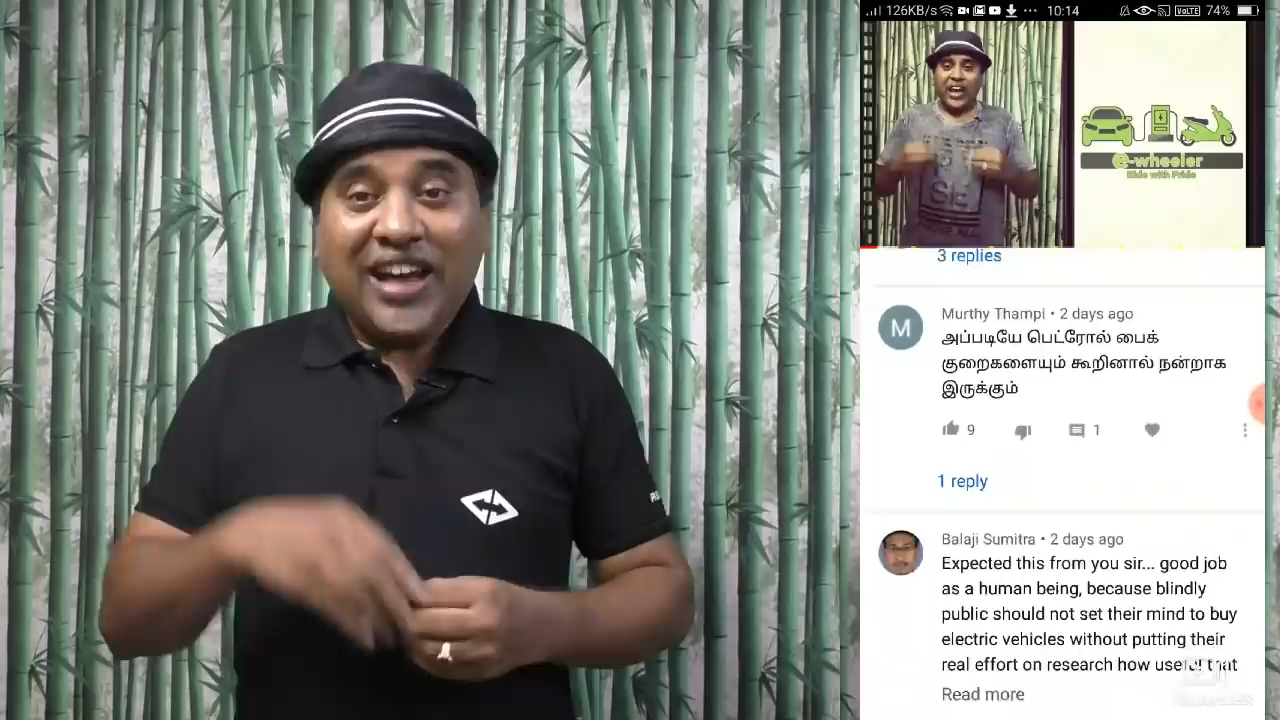 126KB/s
10:14
VoLTE
74%
e-wheeler
Ride with Pride
3 replies
Murthy Thampi • 2 days ago
அப்படியே பெட்ரோல் பைக்
குறைகளையும் கூறினால் நன்றாக
இருக்கும்
9
1
1 reply
Balaji Sumitra • 2 days ago
Expected this from you sir... good job
as a human being, because blindly
public should not set their mind to buy
electric vehicles without putting their
real effort on research how useful that
Read more